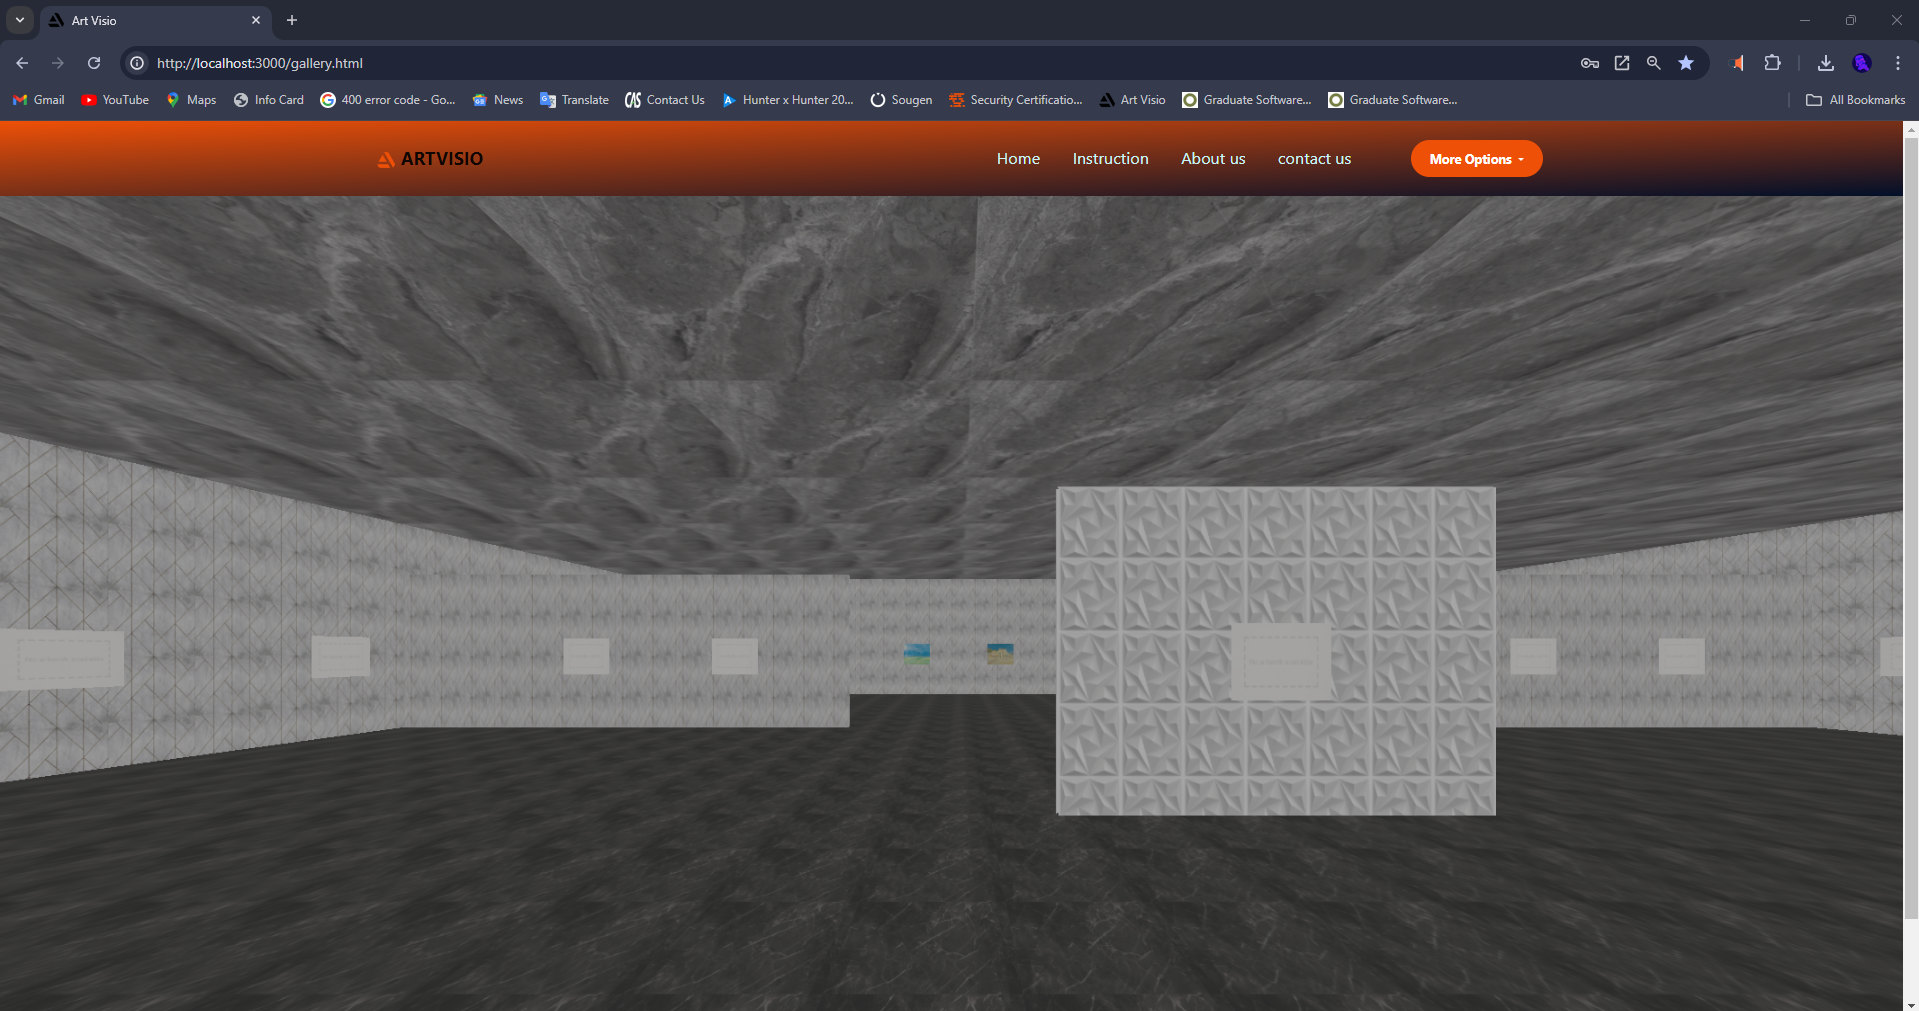 Art Visio
http://localhost:3000/gallery.html
Gmail
YouTube
Maps
Info Card
400 error code - Go...
News
Translate
Contact Us
Hunter x Hunter 20...
Sougen
Security Certificatio...
Art Visio
Graduate Software...
Graduate Software...
All Bookmarks
ARTVISIO
Home
Instruction
About us
contact us
More Options